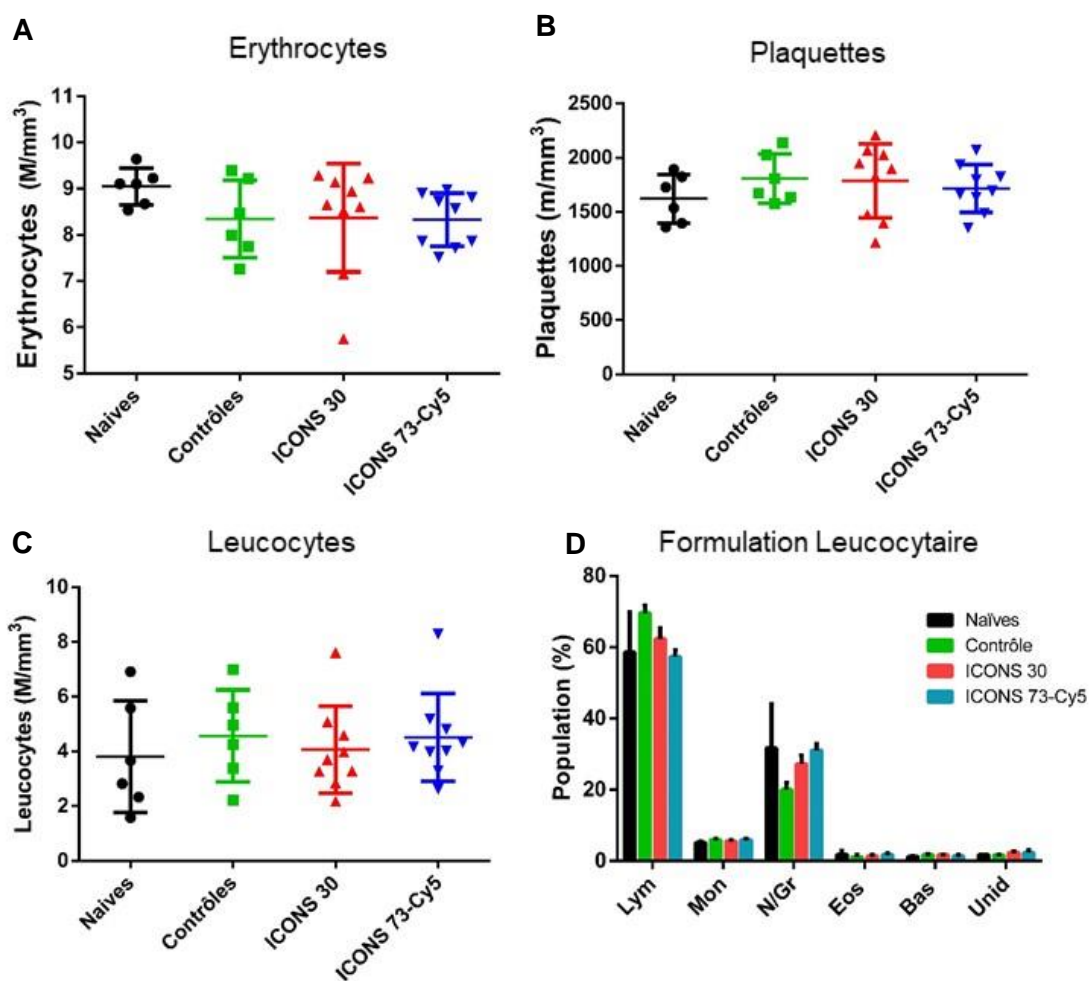 A
Erythrocytes
Erythrocytes (M/mm³)
11
10
9
8
7
6
5
Naives
Contrôles
ICONS 30
ICONS 73-Cy5
B
Plaquettes
Plaquettes (m/mm³)
2500
2000
1500
1000
500
0
Naives
Contrôles
ICONS 30
ICONS 73-Cy5
C
Leucocytes
Leucocytes (M/mm³)
10
8
6
4
2
0
Naives
Contrôles
ICONS 30
ICONS 73-Cy5
D
Formulation Leucocytaire
Population (%)
80
60
40
20
0
Naïves
Contrôle
ICONS 30
ICONS 73-Cy5
Lym
Mon
N/Gr
Eos
Bas
Unid